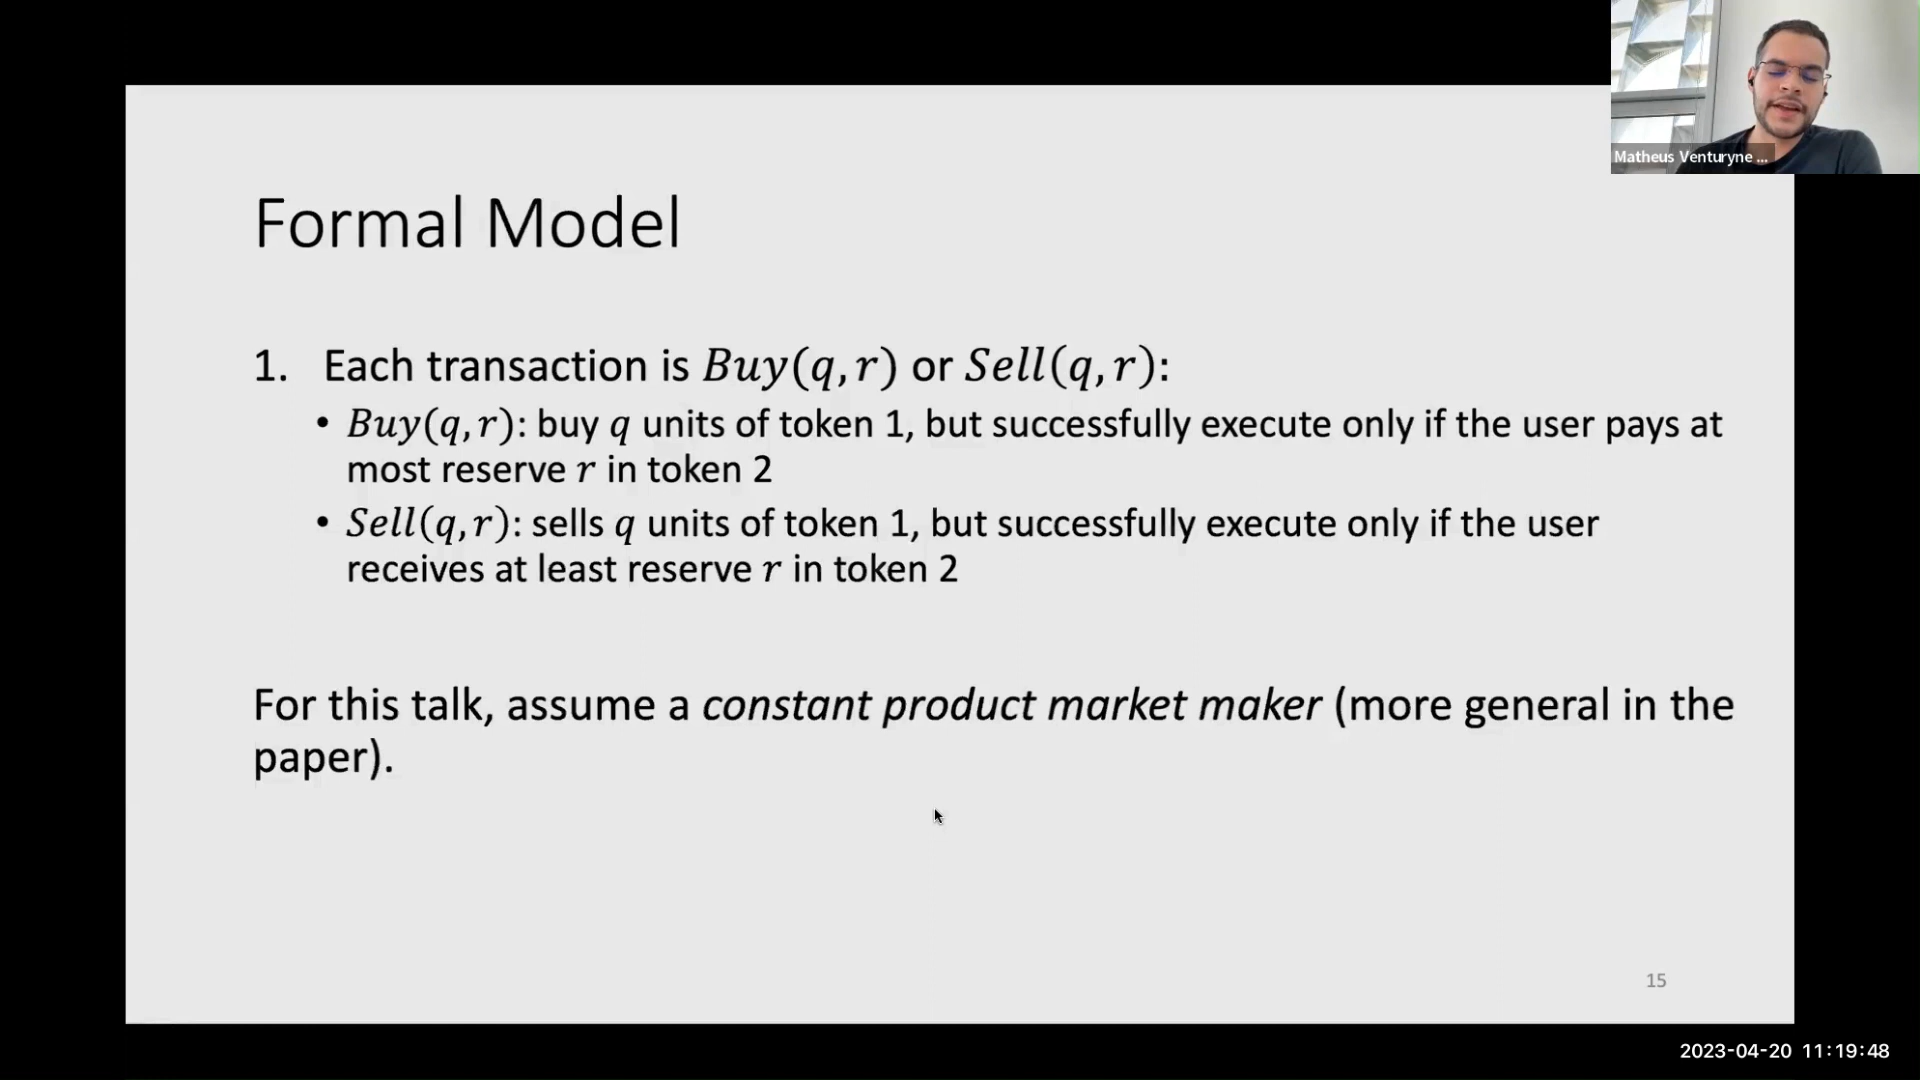 Matheus Venturyne ...
Formal Model
1. Each transaction is Buy(q, r) or Sell(q, r):
• Buy(q, r): buy q units of token 1, but successfully execute only if the user pays at
most reserve r in token 2
• Sell(q, r): sells q units of token 1, but successfully execute only if the user
receives at least reserve r in token 2
For this talk, assume a constant product market maker (more general in the
paper).
15
2023-04-20 11:19:48